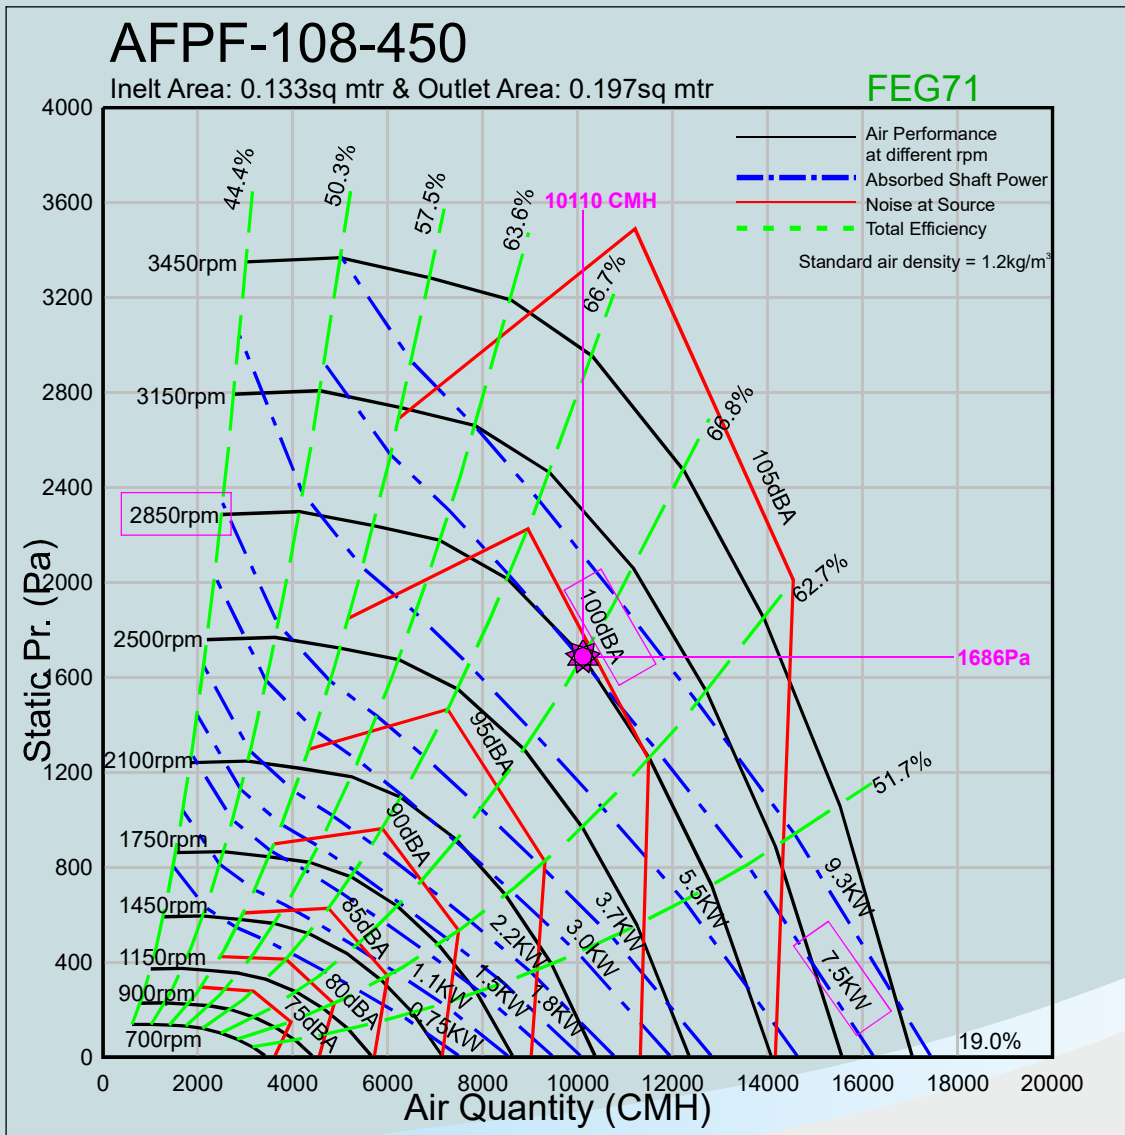 AFPF-108-450
Inelt Area: 0.133sq mtr & Outlet Area: 0.197sq mtr
FEG71
Air Performance
at different rpm
Absorbed Shaft Power
Noise at Source
Total Efficiency
Standard air density = 1.2kg/m³
10110 CMH
1686Pa
44.4%
50.3%
57.5%
63.6%
66.7%
66.8%
62.7%
51.7%
19.0%
3450rpm
3150rpm
2850rpm
2500rpm
2100rpm
1750rpm
1450rpm
1150rpm
900rpm
700rpm
105dBA
100dBA
95dBA
90dBA
85dBA
80dBA
75dBA
9.3KW
7.5KW
5.5KW
3.7KW
3.0KW
2.2KW
1.8KW
1.5KW
1.1KW
0.75KW
Static Pr. (Pa)
4000
3600
3200
2800
2400
2000
1600
1200
800
400
0
0
2000
4000
6000
8000
10000
12000
14000
16000
18000
20000
Air Quantity (CMH)